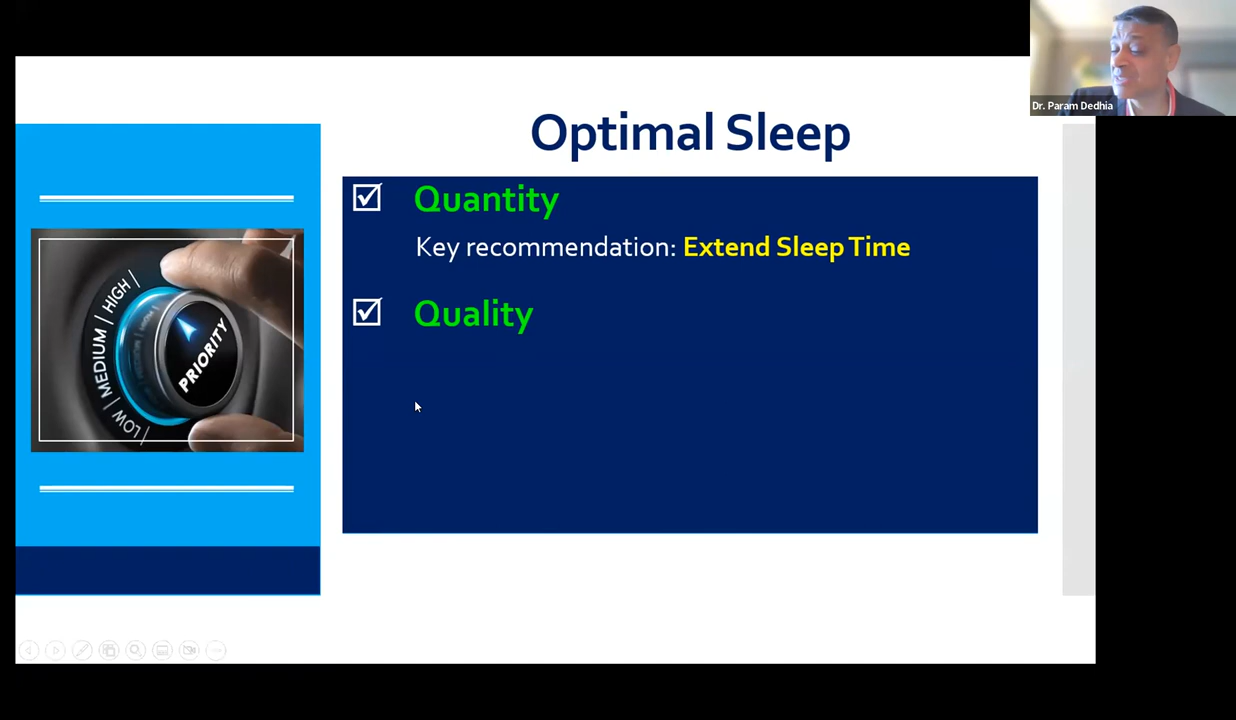 Dr. Param Dedhia
Optimal Sleep
Quantity
Key recommendation: Extend Sleep Time
Quality
LOW | MEDIUM | HIGH |
PRIORITY